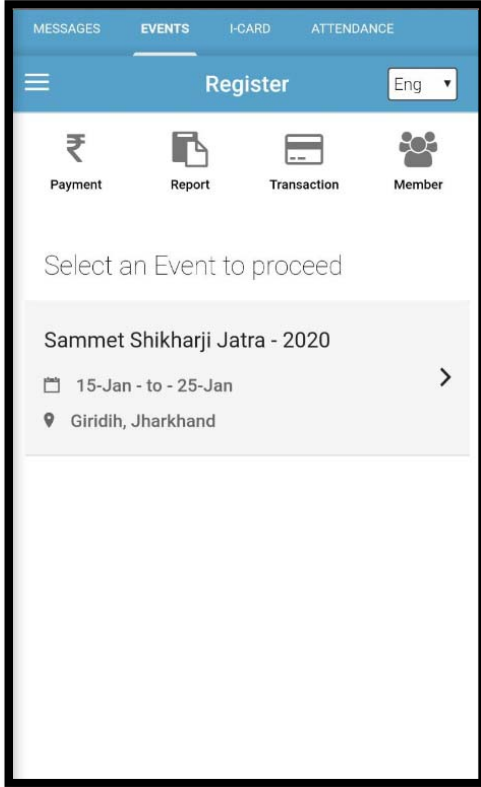 MESSAGES EVENTS I-CARD ATTENDANCE
Register Eng
₹
Payment Report Transaction Member
Select an Event to proceed
Sammet Shikharji Jatra - 2020
15-Jan - to - 25-Jan
Giridih, Jharkhand